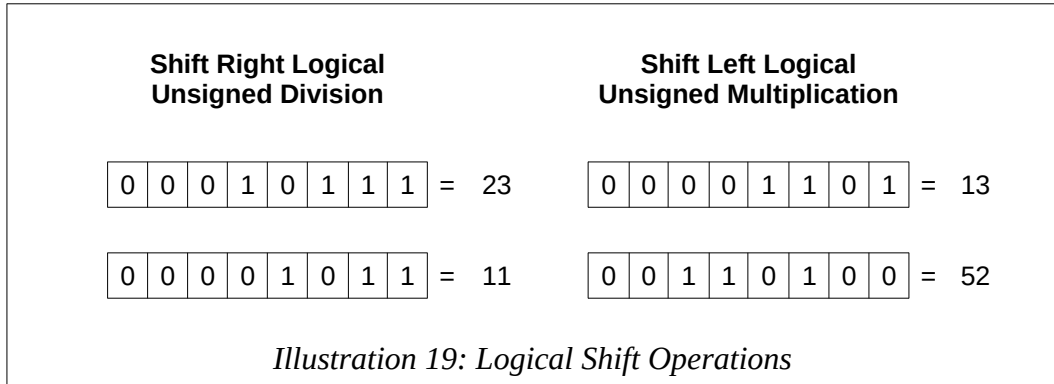 Shift Right Logical
Unsigned Division
0 0 0 1 0 1 1 1 = 23
0 0 0 0 1 0 1 1 = 11
Shift Left Logical
Unsigned Multiplication
0 0 0 0 1 1 0 1 = 13
0 0 1 1 0 1 0 0 = 52
Illustration 19: Logical Shift Operations